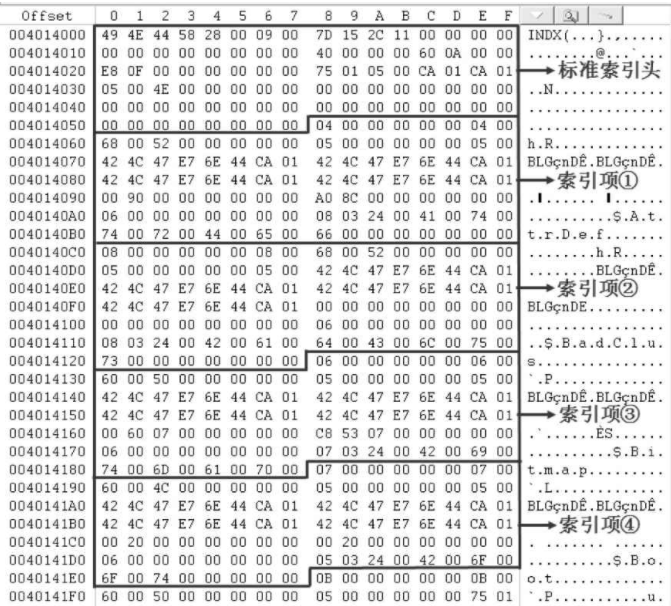 Offset 0 1 2 3 4 5 6 7 8 9 A B C D E F
004014000 49 4E 44 58 28 00 09 00 7D 15 2C 11 00 00 00 00 INDX(...}.,.....
004014010 00 00 00 00 00 00 00 00 40 00 00 00 60 0A 00 00 ........@...`...
004014020 E8 0F 00 00 00 00 00 00 75 01 05 00 CA 01 CA 01 标准索引头
004014030 05 00 4E 00 00 00 00 00 00 00 00 00 00 00 00 00 ..N.............
004014040 00 00 00 00 00 00 00 00 00 00 00 00 00 00 00 00 ................
004014050 00 00 00 00 00 00 00 00 04 00 00 00 00 00 04 00 ................
004014060 68 00 52 00 00 00 00 00 05 00 00 00 00 00 05 00 h.R.............
004014070 42 4C 47 E7 6E 44 CA 01 42 4C 47 E7 6E 44 CA 01 BLGçnDÊ.BLGçnDÊ.
004014080 42 4C 47 E7 6E 44 CA 01 42 4C 47 E7 6E 44 CA 01 索引项①
004014090 00 90 00 00 00 00 00 00 A0 8C 00 00 00 00 00 00
0040140A0 06 00 00 00 00 00 00 00 08 03 24 00 41 00 74 00 ..........$.A.t.
0040140B0 74 00 72 00 44 00 65 00 66 00 00 00 00 00 00 00 t.r.D.e.f.......
0040140C0 08 00 00 00 00 00 08 00 68 00 52 00 00 00 00 00 ........h.R.....
0040140D0 05 00 00 00 00 00 05 00 42 4C 47 E7 6E 44 CA 01 ........BLGçnDÊ.
0040140E0 42 4C 47 E7 6E 44 CA 01 42 4C 47 E7 6E 44 CA 01 索引项②
0040140F0 42 4C 47 E7 6E 44 CA 01 00 00 00 00 00 00 00 00 BLGçnDE.........
004014100 00 00 00 00 00 00 00 00 06 00 00 00 00 00 00 00 ................
004014110 08 03 24 00 42 00 61 00 64 00 43 00 6C 00 75 00 ..$.B.a.d.C.l.u.
004014120 73 00 00 00 00 00 00 00 06 00 00 00 00 00 06 00 s...............
004014130 60 00 50 00 00 00 00 00 05 00 00 00 00 00 05 00 `.P.............
004014140 42 4C 47 E7 6E 44 CA 01 42 4C 47 E7 6E 44 CA 01 BLGçnDÊ.BLGçnDÊ.
004014150 42 4C 47 E7 6E 44 CA 01 42 4C 47 E7 6E 44 CA 01 索引项③
004014160 00 60 07 00 00 00 00 00 C8 53 07 00 00 00 00 00 .`......ÈS......
004014170 06 00 00 00 00 00 00 00 07 03 24 00 42 00 69 00 ..........$.B.i.
004014180 74 00 6D 00 61 00 70 00 07 00 00 00 00 00 07 00 t.m.a.p.........
004014190 60 00 4C 00 00 00 00 00 05 00 00 00 00 00 05 00 `.L.............
0040141A0 42 4C 47 E7 6E 44 CA 01 42 4C 47 E7 6E 44 CA 01 BLGçnDÊ.BLGçnDÊ.
0040141B0 42 4C 47 E7 6E 44 CA 01 42 4C 47 E7 6E 44 CA 01 索引项④
0040141C0 00 20 00 00 00 00 00 00 00 20 00 00 00 00 00 00 . ....... ......
0040141D0 06 00 00 00 00 00 00 00 05 03 24 00 42 00 6F 00 ..........$.B.o.
0040141E0 6F 00 74 00 00 00 00 00 0B 00 00 00 00 00 0B 00 o.t.............
0040141F0 60 00 50 00 00 00 00 00 05 00 00 00 00 00 75 01 `.P...........u.